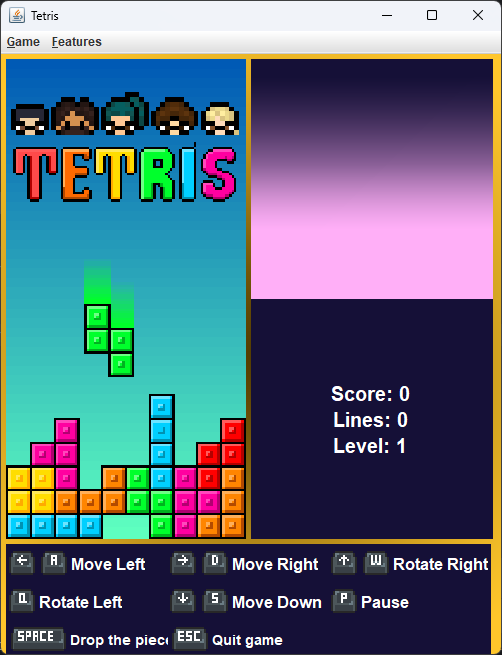 Tetris
Game Features
TETRIS
Score: 0
Lines: 0
Level: 1
← A Move Left → D Move Right ↑ W Rotate Right
Q Rotate Left ↓ S Move Down P Pause
SPACE Drop the piece ESC Quit game